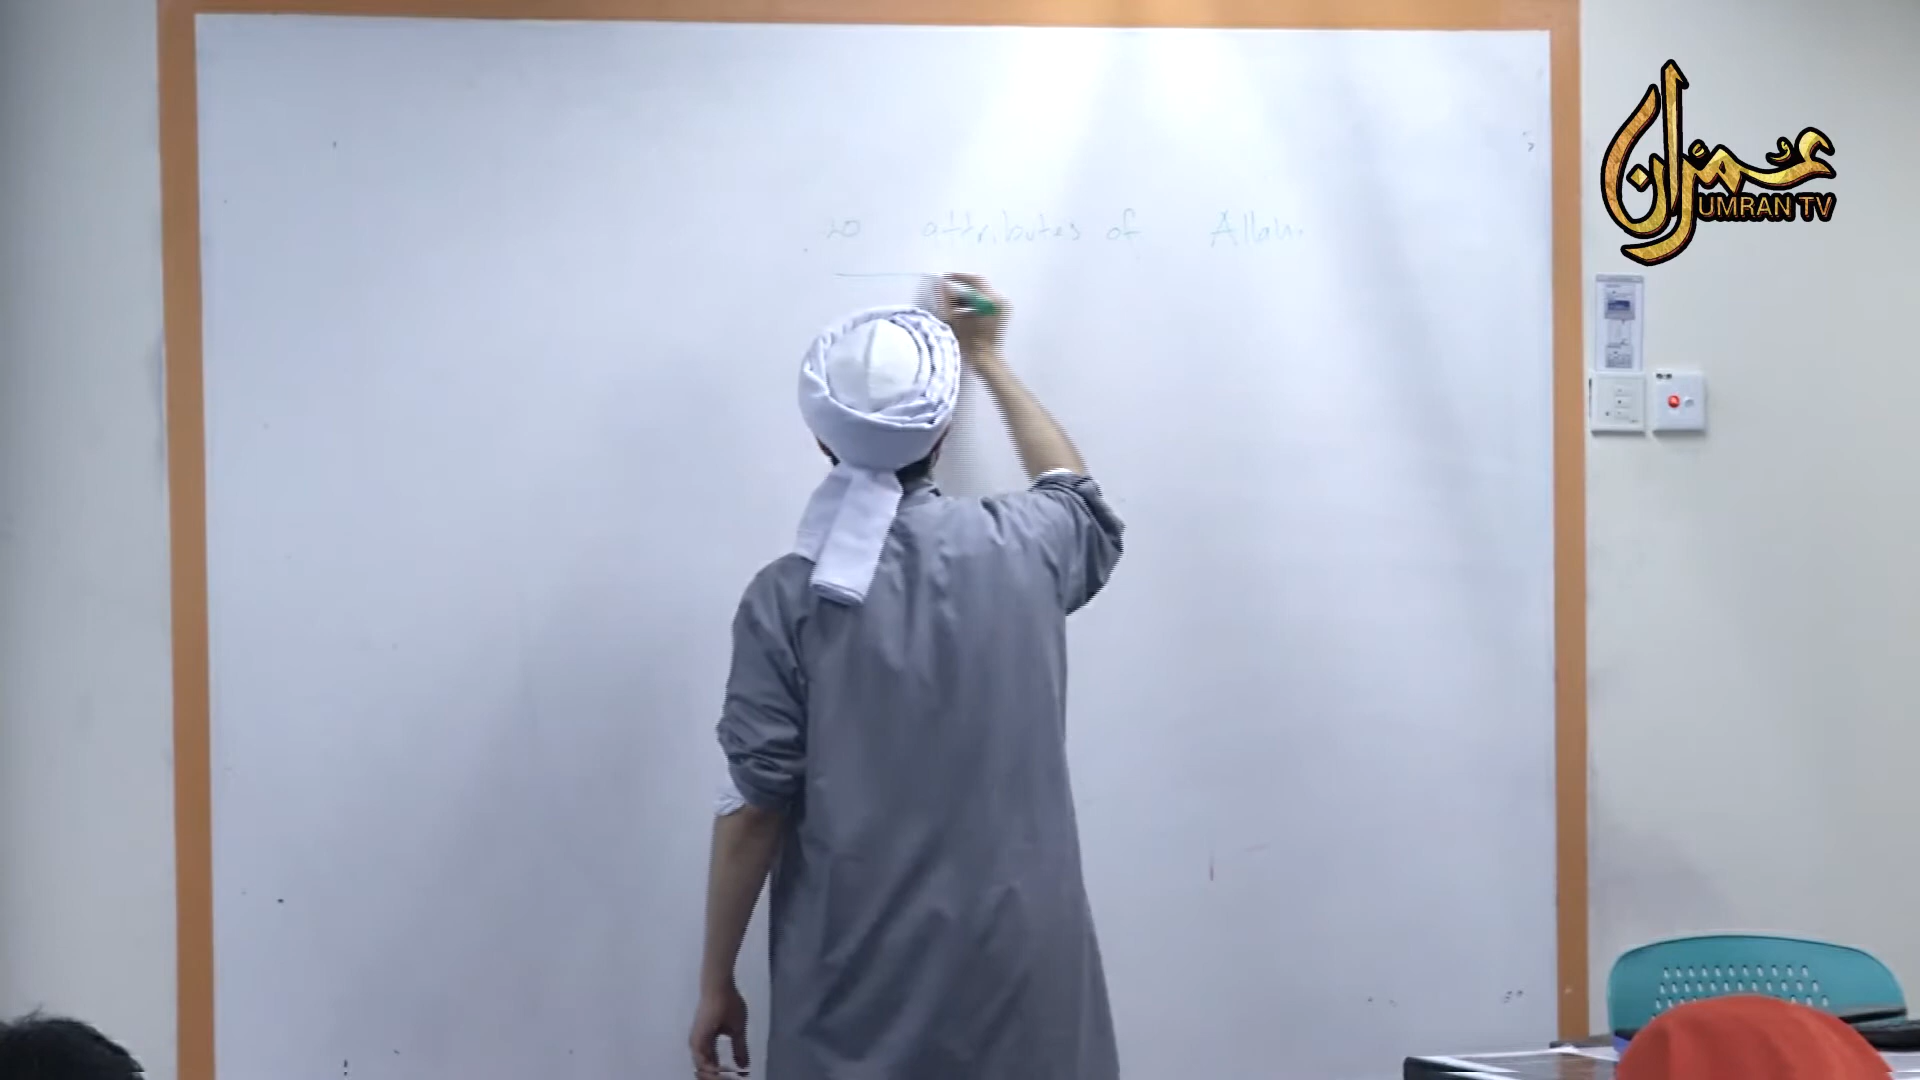 عمران
UMRAN TV
20 attributes of Allah.